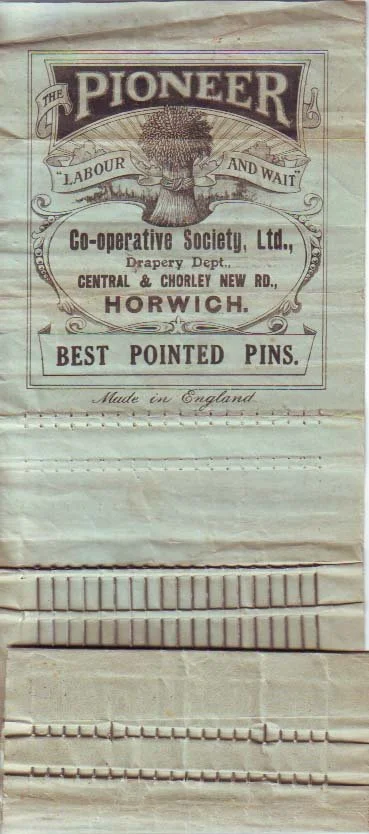 THE
PIONEER
"LABOUR AND WAIT"
Co-operative Society, Ltd.,
Drapery Dept.,
CENTRAL & CHORLEY NEW RD.,
HORWICH.
BEST POINTED PINS.
Made in England.